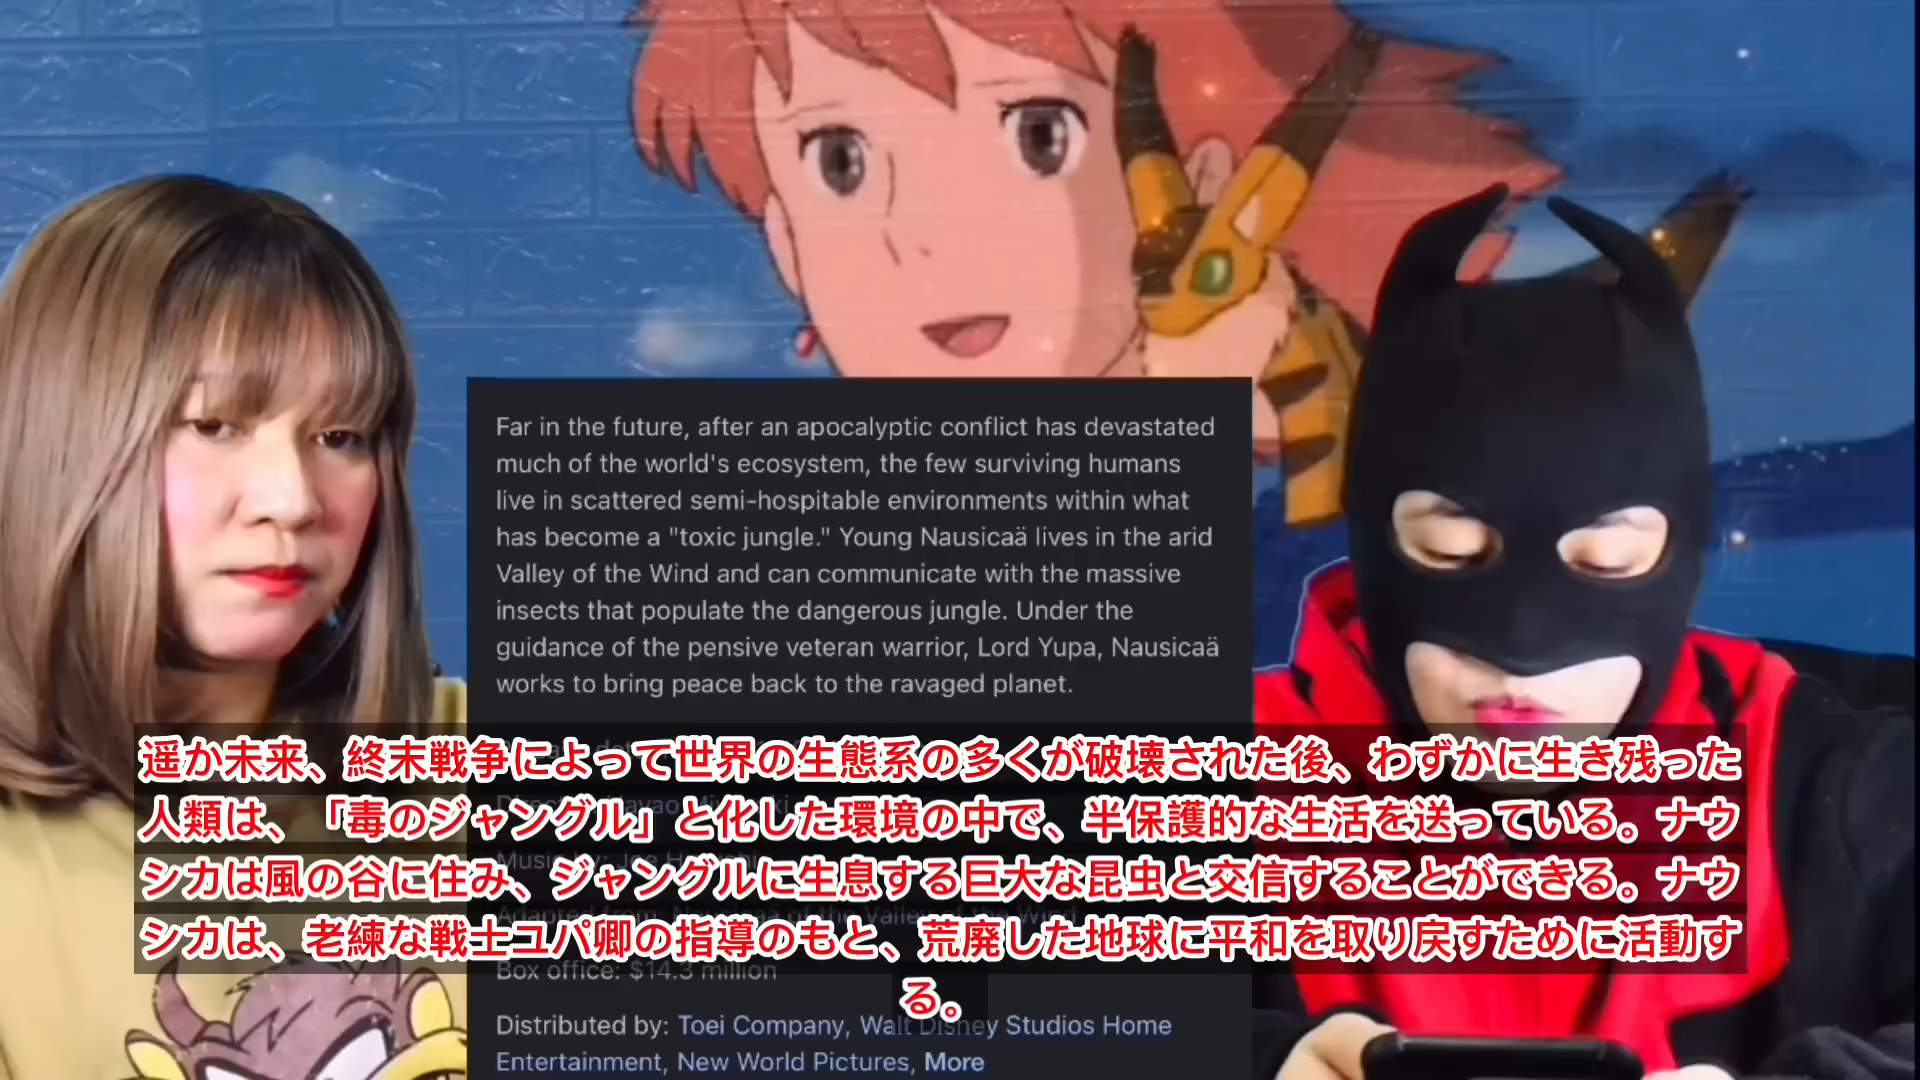 Far in the future, after an apocalyptic conflict has devastated
much of the world's ecosystem, the few surviving humans
live in scattered semi-hospitable environments within what
has become a "toxic jungle." Young Nausicaä lives in the arid
Valley of the Wind and can communicate with the massive
insects that populate the dangerous jungle. Under the
guidance of the pensive veteran warrior, Lord Yupa, Nausicaä
works to bring peace back to the ravaged planet.
遥か未来、終末戦争によって世界の生態系の多くが破壊された後、わずかに生き残った
人類は、「毒のジャングル」と化した環境の中で、半保護的な生活を送っている。ナウ
シカは風の谷に住み、ジャングルに生息する巨大な昆虫と交信することができる。ナウ
シカは、老練な戦士ユパ卿の指導のもと、荒廃した地球に平和を取り戻すために活動す
る。
Box office: $14.3 million
Distributed by: Toei Company, Walt Disney Studios Home
Entertainment, New World Pictures, More